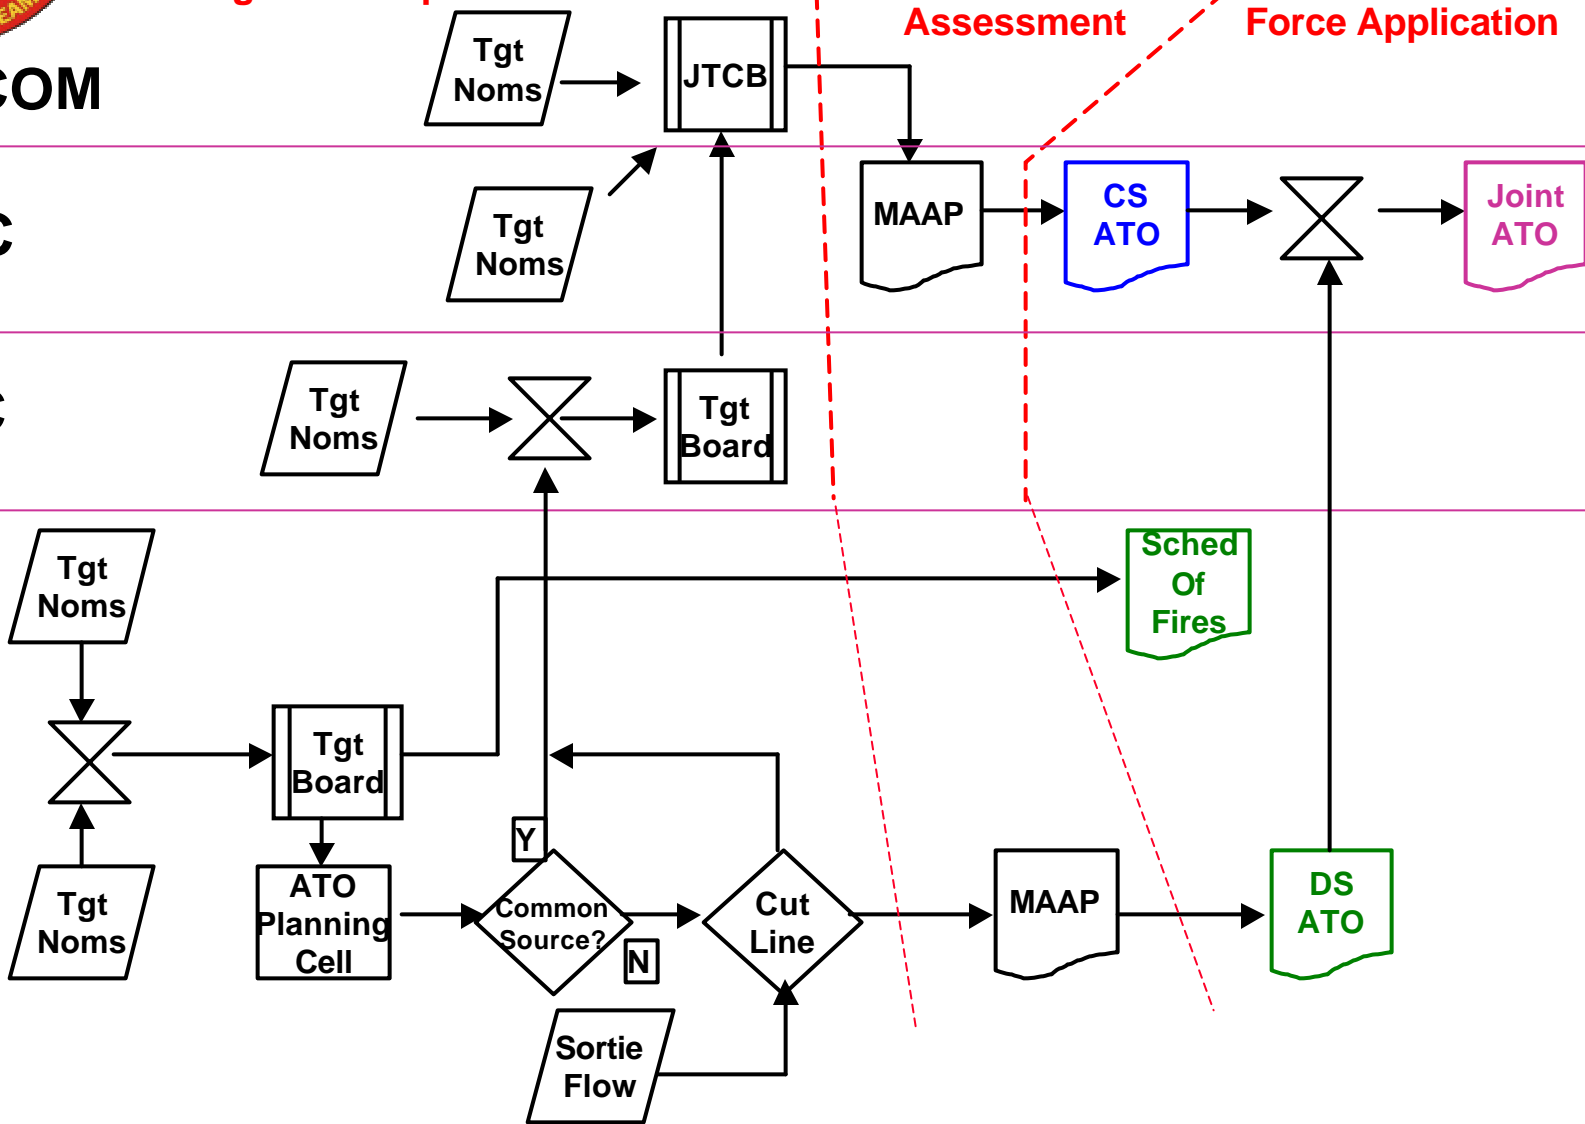 Assessment
Force Application
COM
Tgt
Noms
JTCB
C
Tgt
Noms
MAAP
CS
ATO
Joint
ATO
C
Tgt
Noms
Tgt
Board
Tgt
Noms
Sched
Of
Fires
Tgt
Board
Y
Tgt
Noms
ATO
Planning
Cell
Common
Source?
N
Cut
Line
MAAP
DS
ATO
Sortie
Flow